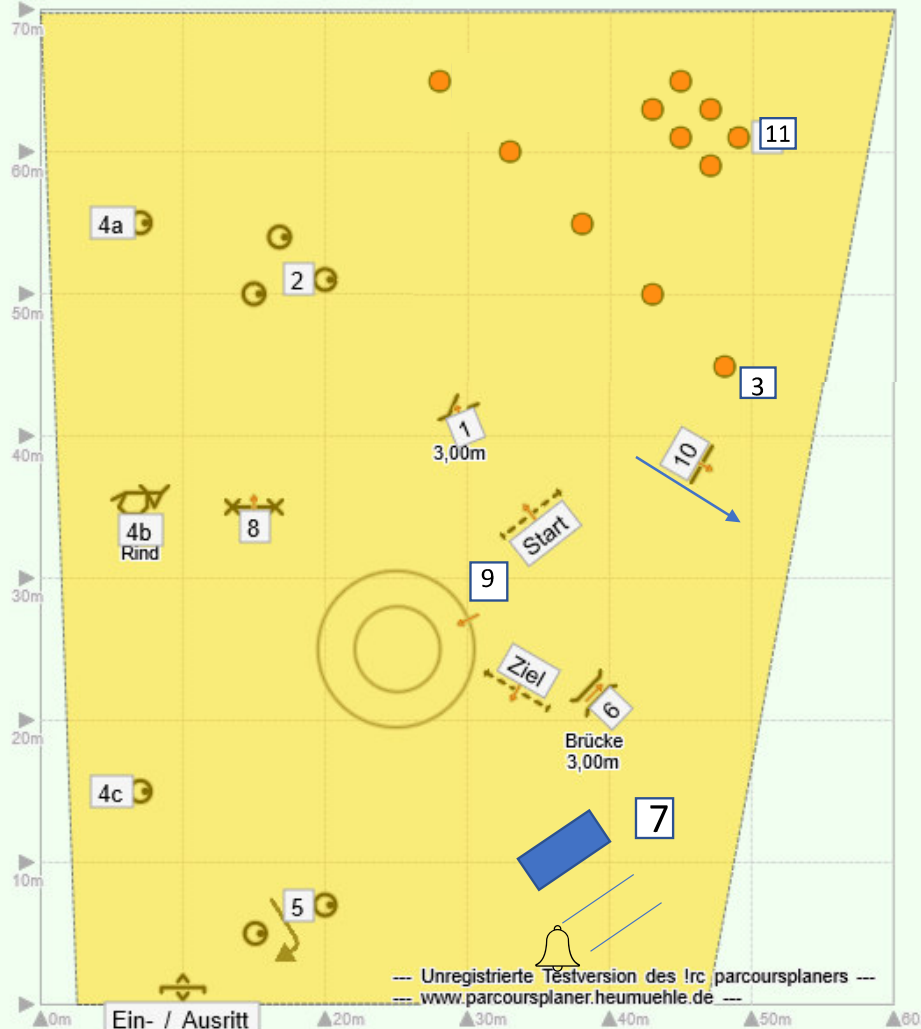 70m
11
60m
4a
2
50m
3
1
3,00m
10
40m
4b
Rind
8
Start
9
30m
Ziel
6
20m
Brücke
3,00m
4c
7
10m
5
--- Unregistrierte Testversion des !rc parcoursplaners ---
--- www.parcoursplaner.heumuehle.de ---
Ein- / Ausritt
0m
20m
30m
40m
50m
60